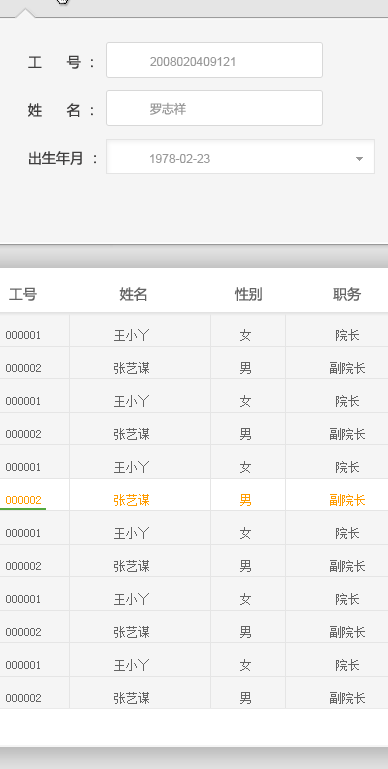 工 号 : 2008020409121
姓 名 : 罗志祥
出生年月 : 1978-02-23
工号 姓名 性别 职务
000001 王小丫 女 院长
000002 张艺谋 男 副院长
000001 王小丫 女 院长
000002 张艺谋 男 副院长
000001 王小丫 女 院长
000002 张艺谋 男 副院长
000001 王小丫 女 院长
000002 张艺谋 男 副院长
000001 王小丫 女 院长
000002 张艺谋 男 副院长
000001 王小丫 女 院长
000002 张艺谋 男 副院长